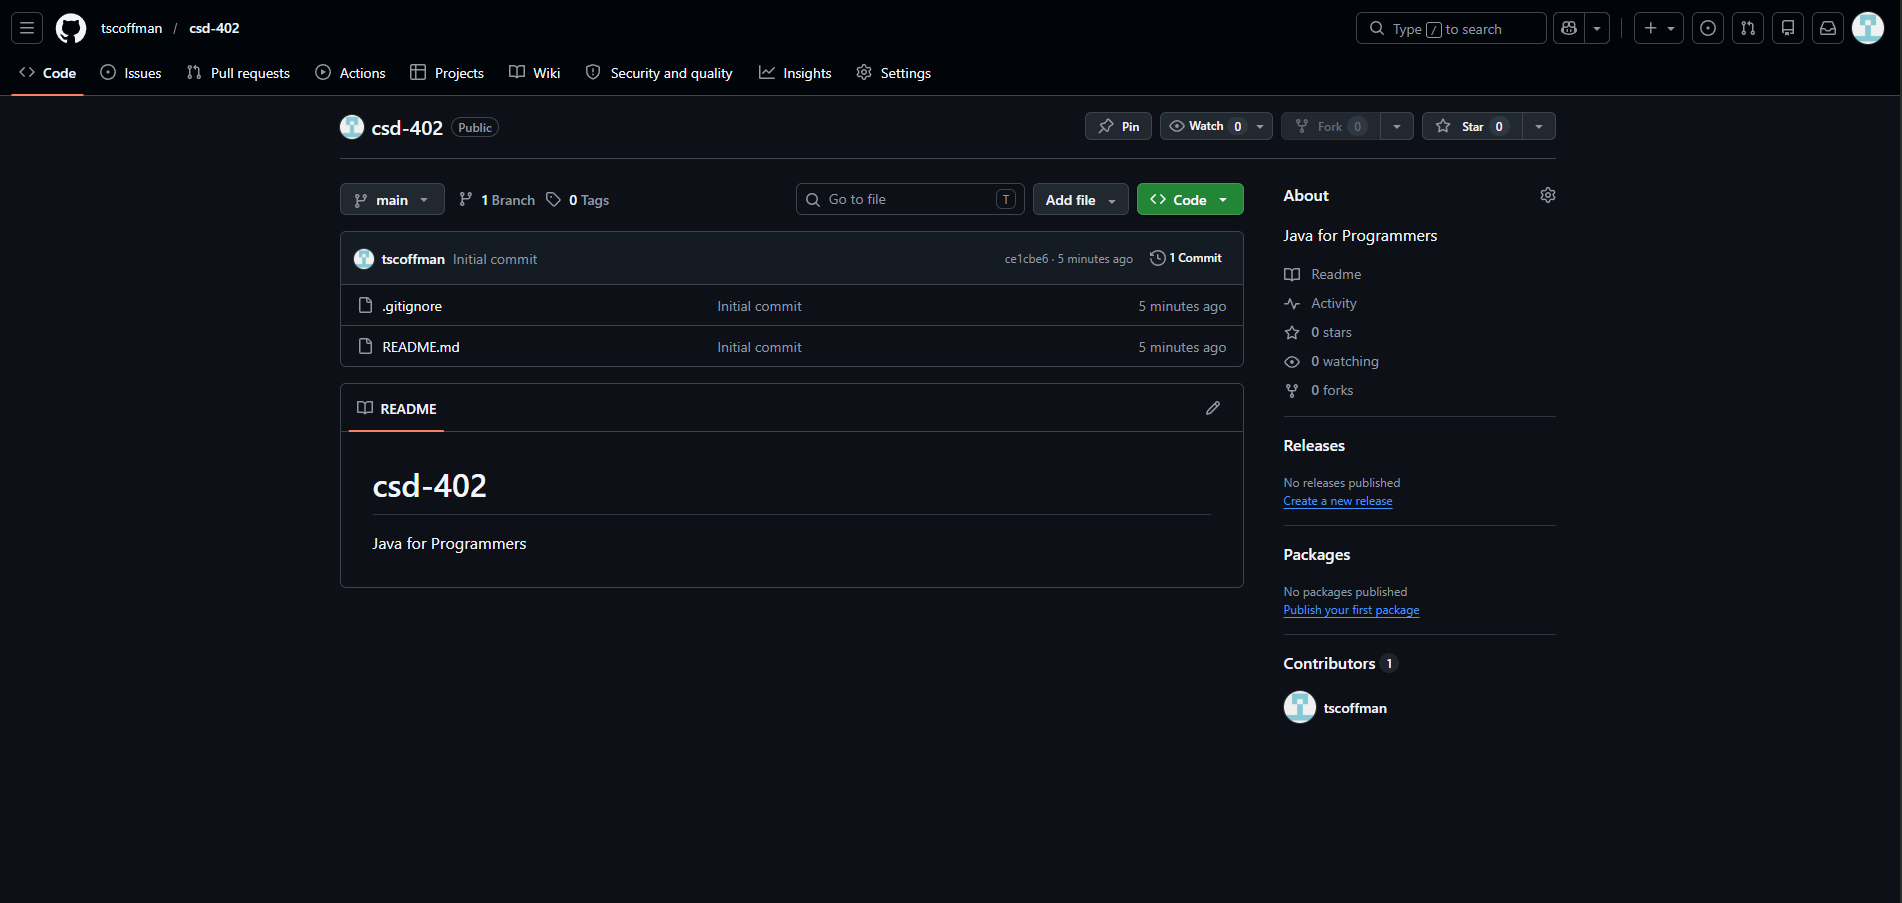 tscoffman / csd-402
Type / to search
Code Issues Pull requests Actions Projects Wiki Security and quality Insights Settings
csd-402 Public
Pin Watch 0 Fork 0 Star 0
main 1 Branch 0 Tags Go to file T Add file Code
tscoffman Initial commit ce1cbe6 · 5 minutes ago 1 Commit
.gitignore Initial commit 5 minutes ago
README.md Initial commit 5 minutes ago
README
csd-402
Java for Programmers
About
Java for Programmers
Readme
Activity
0 stars
0 watching
0 forks
Releases
No releases published
Create a new release
Packages
No packages published
Publish your first package
Contributors 1
tscoffman